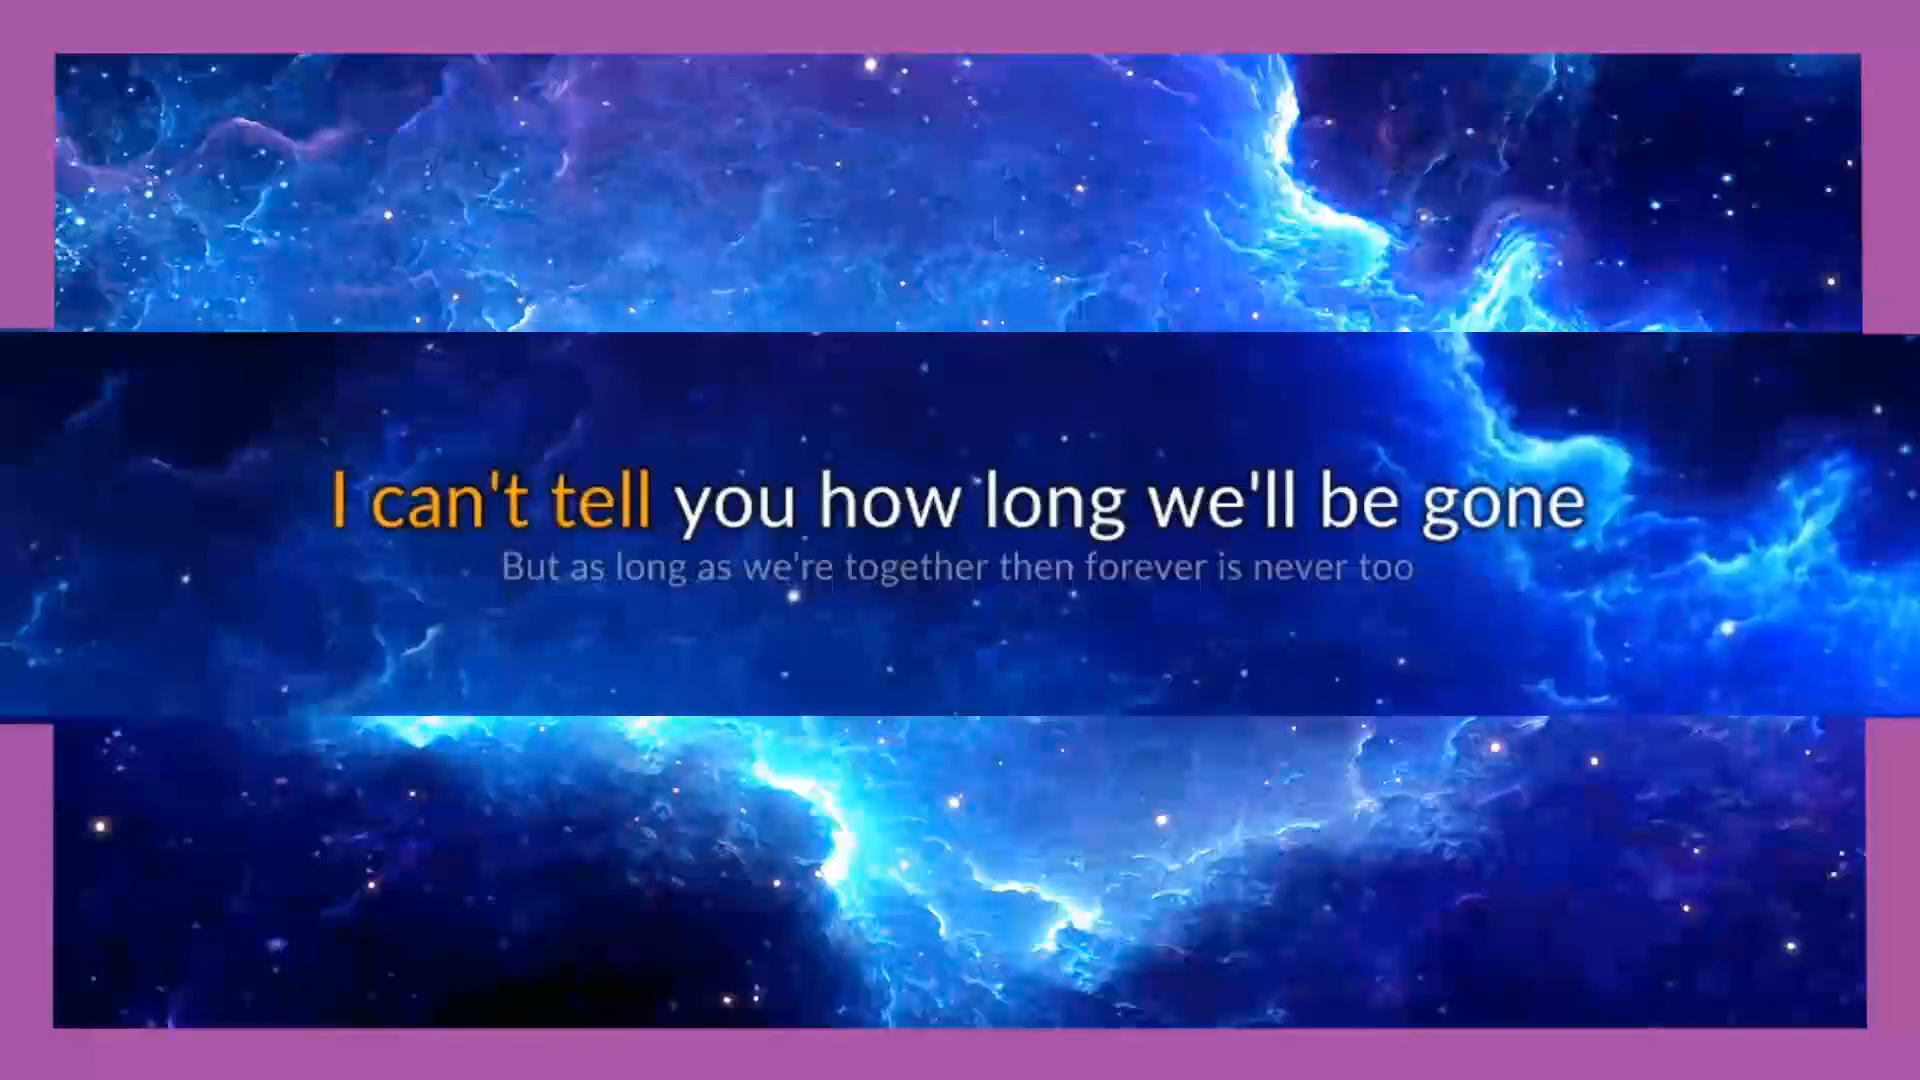 I can't tell you how long we'll be gone
But as long as we're together then forever is never too